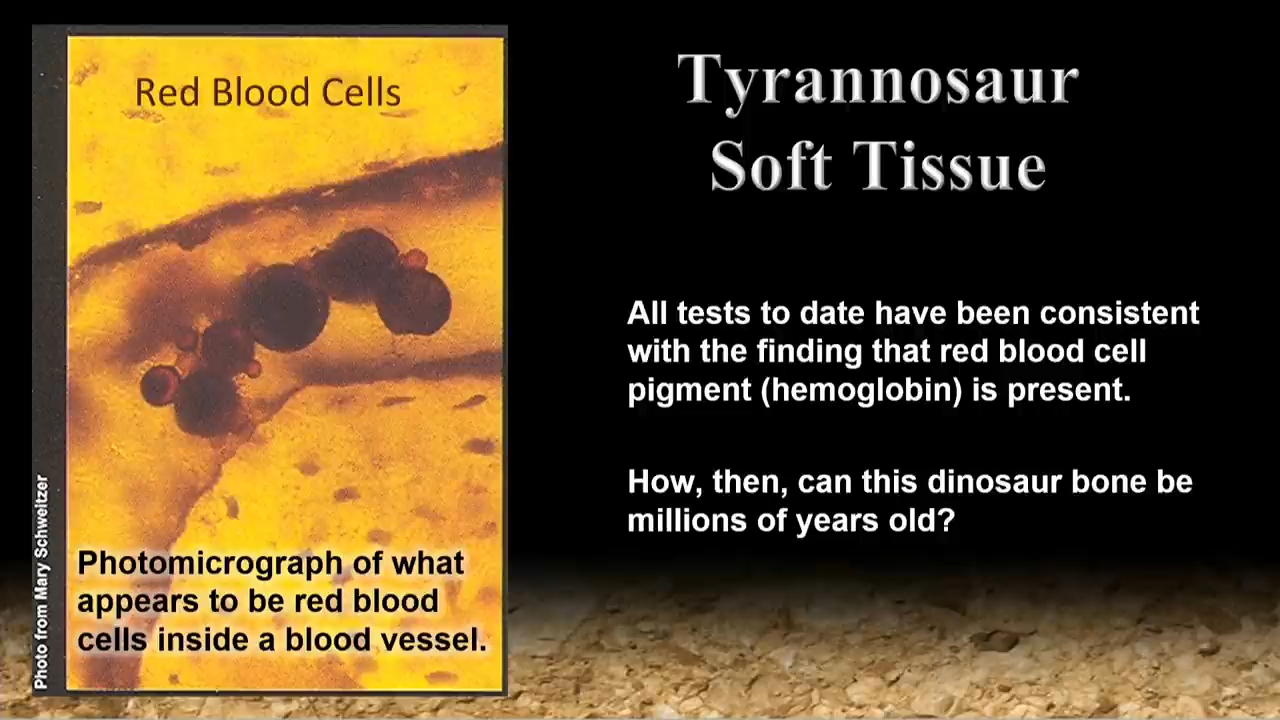 Red Blood Cells
Photomicrograph of what
appears to be red blood
cells inside a blood vessel.
Photo from Mary Schweitzer
Tyrannosaur
Soft Tissue
All tests to date have been consistent
with the finding that red blood cell
pigment (hemoglobin) is present.
How, then, can this dinosaur bone be
millions of years old?